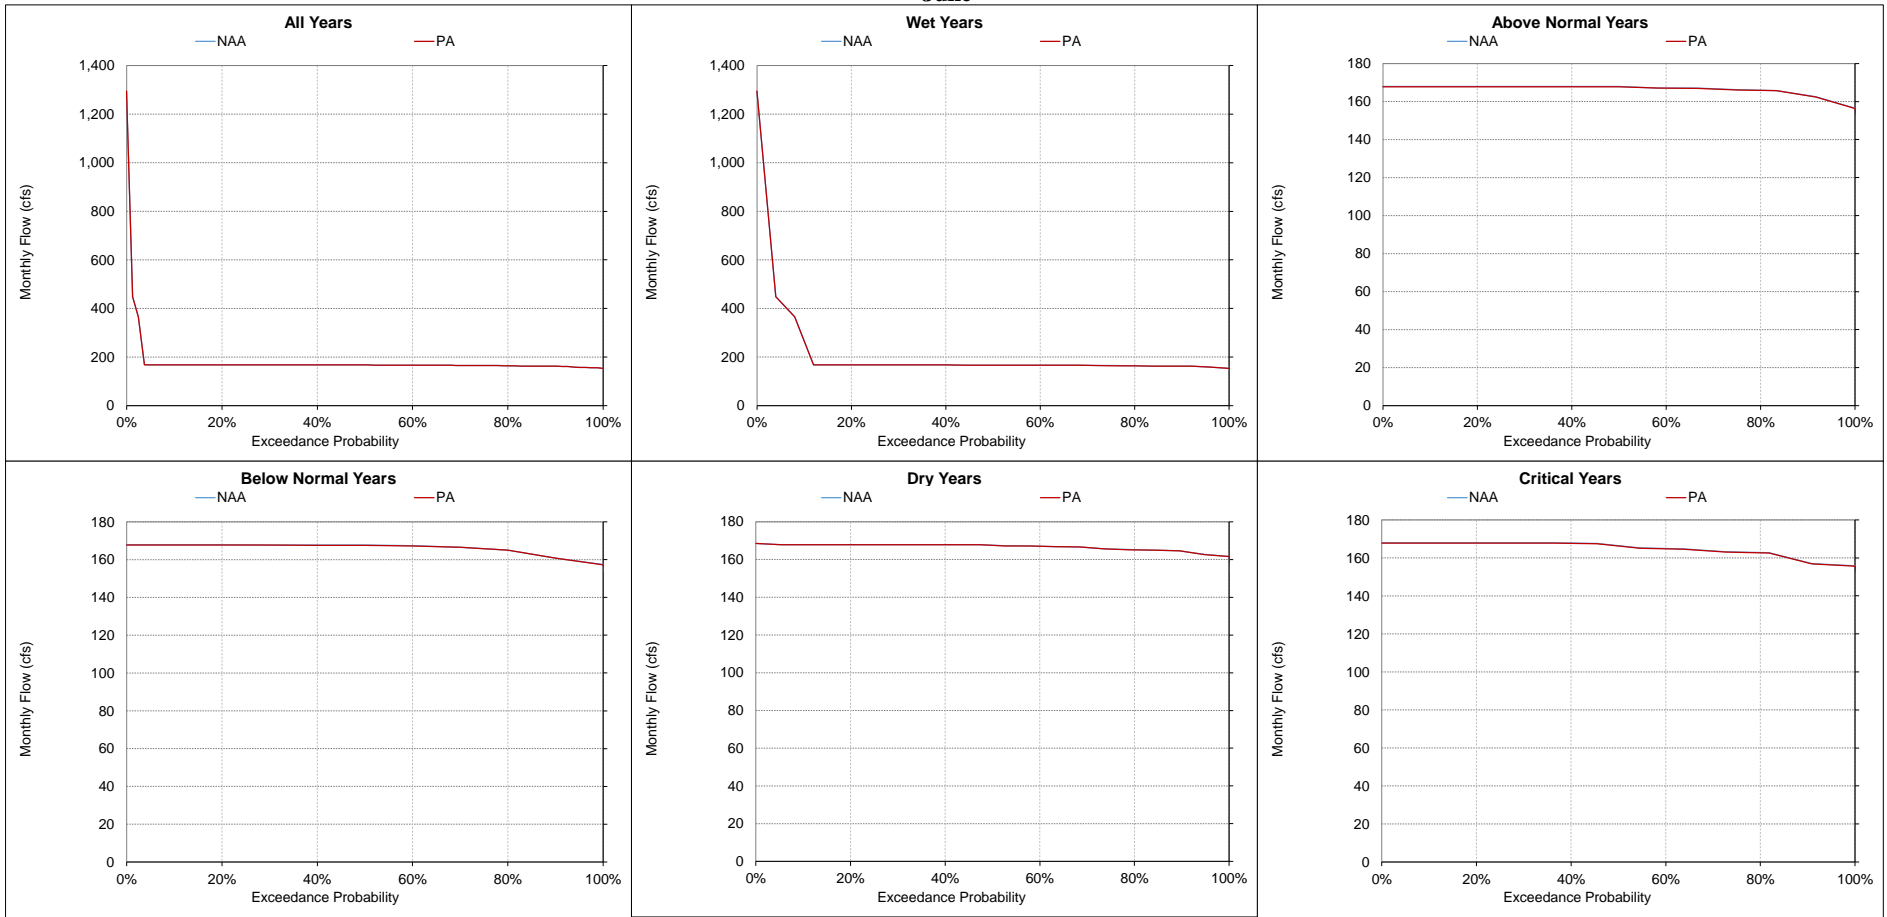 All Years
NAA PA
1,400
1,200
1,000
800
600
400
200
0
0% 20% 40% 60% 80% 100%
Monthly Flow (cfs)
Exceedance Probability
Wet Years
NAA PA
1,400
1,200
1,000
800
600
400
200
0
0% 20% 40% 60% 80% 100%
Monthly Flow (cfs)
Exceedance Probability
Above Normal Years
NAA PA
180
160
140
120
100
80
60
40
20
0
0% 20% 40% 60% 80% 100%
Monthly Flow (cfs)
Exceedance Probability
Below Normal Years
NAA PA
180
160
140
120
100
80
60
40
20
0
0% 20% 40% 60% 80% 100%
Monthly Flow (cfs)
Exceedance Probability
Dry Years
NAA PA
180
160
140
120
100
80
60
40
20
0
0% 20% 40% 60% 80% 100%
Monthly Flow (cfs)
Exceedance Probability
Critical Years
NAA PA
180
160
140
120
100
80
60
40
20
0
0% 20% 40% 60% 80% 100%
Monthly Flow (cfs)
Exceedance Probability